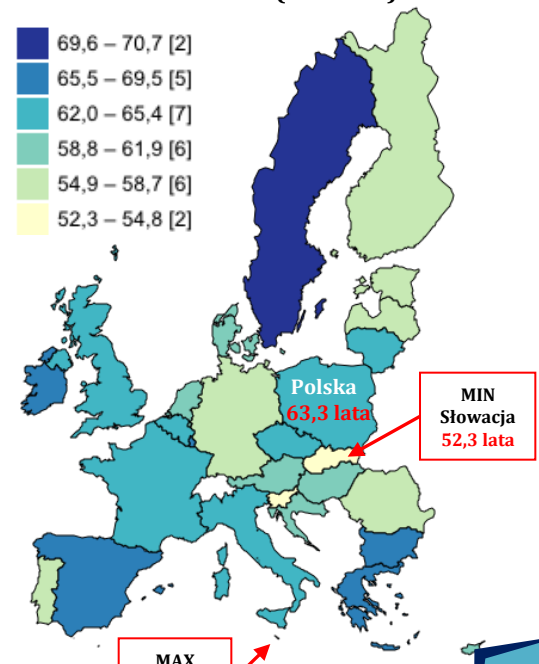 69,6 – 70,7 [2]
65,5 – 69,5 [5]
62,0 – 65,4 [7]
58,8 – 61,9 [6]
54,9 – 58,7 [6]
52,3 – 54,8 [2]
Polska
63,3 lata
MIN
Słowacja
52,3 lata
MAX